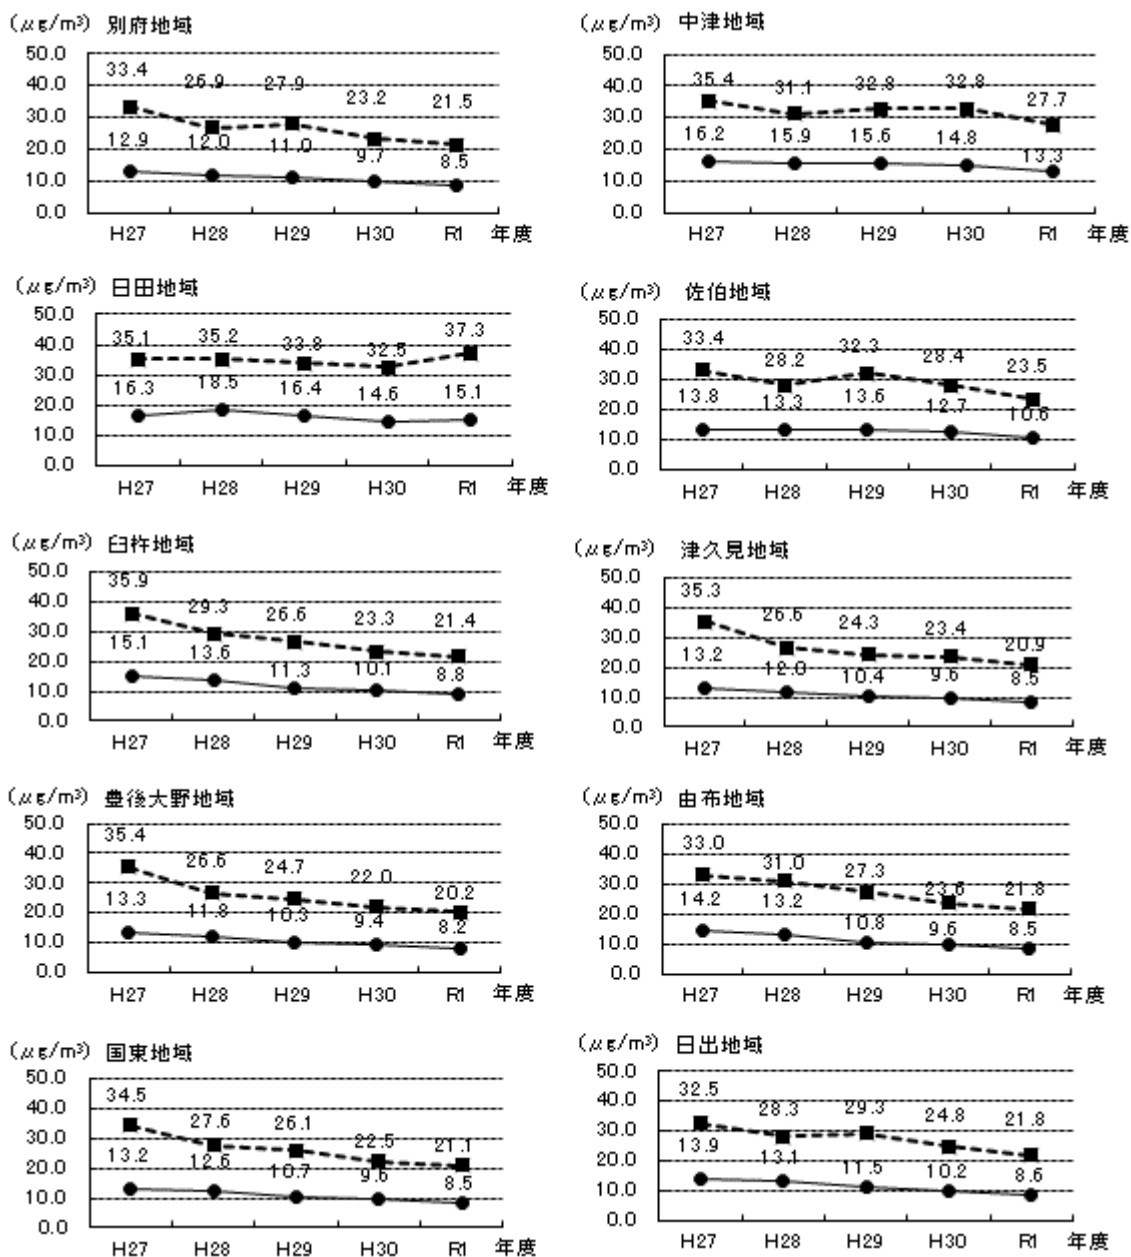 (μg/m³) 別府地域
50.0
40.0
30.0
20.0
10.0
0.0
33.4 26.9 27.9 23.2 21.5
12.9 12.0 11.0 9.7 8.5
H27 H28 H29 H30 R1 年度
(μg/m³) 中津地域
50.0
40.0
30.0
20.0
10.0
0.0
35.4 31.1 32.8 32.8 27.7
16.2 15.9 15.6 14.8 13.3
H27 H28 H29 H30 R1 年度
(μg/m³) 日田地域
50.0
40.0
30.0
20.0
10.0
0.0
35.1 35.2 33.8 32.5 37.3
16.3 18.5 16.4 14.6 15.1
H27 H28 H29 H30 R1 年度
(μg/m³) 佐伯地域
50.0
40.0
30.0
20.0
10.0
0.0
33.4 28.2 32.3 28.4 23.5
13.8 13.3 13.6 12.7 10.6
H27 H28 H29 H30 R1 年度
(μg/m³) 臼杵地域
50.0
40.0
30.0
20.0
10.0
0.0
35.9 29.3 26.6 23.3 21.4
15.1 13.6 11.3 10.1 8.8
H27 H28 H29 H30 R1 年度
(μg/m³) 津久見地域
50.0
40.0
30.0
20.0
10.0
0.0
35.3 26.6 24.3 23.4 20.9
13.2 12.0 10.4 9.6 8.5
H27 H28 H29 H30 R1 年度
(μg/m³) 豊後大野地域
50.0
40.0
30.0
20.0
10.0
0.0
35.4 26.6 24.7 22.0 20.2
13.3 11.8 10.3 9.4 8.2
H27 H28 H29 H30 R1 年度
(μg/m³) 由布地域
50.0
40.0
30.0
20.0
10.0
0.0
33.0 31.0 27.3 23.6 21.8
14.2 13.2 10.8 9.6 8.5
H27 H28 H29 H30 R1 年度
(μg/m³) 国東地域
50.0
40.0
30.0
20.0
10.0
0.0
34.5 27.6 26.1 22.5 21.1
13.2 12.6 10.7 9.6 8.5
H27 H28 H29 H30 R1 年度
(μg/m³) 日出地域
50.0
40.0
30.0
20.0
10.0
0.0
32.5 28.3 29.3 24.8 21.8
13.9 13.1 11.5 10.2 8.6
H27 H28 H29 H30 R1 年度